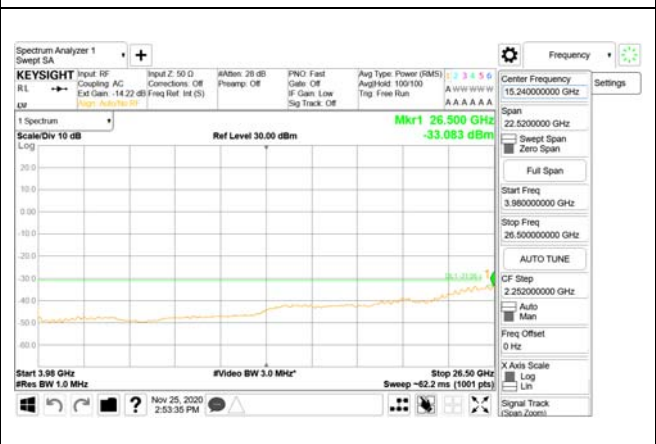 Spectrum Analyzer 1
Swept SA
Frequency
KEYSIGHT
RL
Input: RF
Coupling: AC
Ext Gain: -14.22 dB
Align: Auto/No RF
Input Z: 50 Ω
Corrections: Off
Freq Ref: Int (S)
#Atten: 28 dB
Preamp: Off
PNO: Fast
Gate: Off
IF Gain: Low
Sig Track: Off
Avg Type: Power (RMS)
Avg|Hold: 100/100
Trig: Free Run
1 2 3 4 5 6
A W W W W W
A A A A A A
1 Spectrum
Scale/Div 10 dB
Ref Level 30.00 dBm
Mkr1 26.500 GHz
-33.083 dBm
Log
20.0
10.0
0.00
-10.0
-20.0
-30.0
-40.0
-50.0
-60.0
1
Start 3.98 GHz
#Res BW 1.0 MHz
#Video BW 3.0 MHz*
Stop 26.50 GHz
Sweep ~62.2 ms (1001 pts)
Nov 25, 2020
2:53:35 PM
Center Frequency
15.240000000 GHz
Settings
Span
22.5200000 GHz
Swept Span
Zero Span
Full Span
Start Freq
3.980000000 GHz
Stop Freq
26.500000000 GHz
AUTO TUNE
CF Step
2.252000000 GHz
Auto
Man
Freq Offset
0 Hz
X Axis Scale
Log
Lin
Signal Track
(Span Zoom)